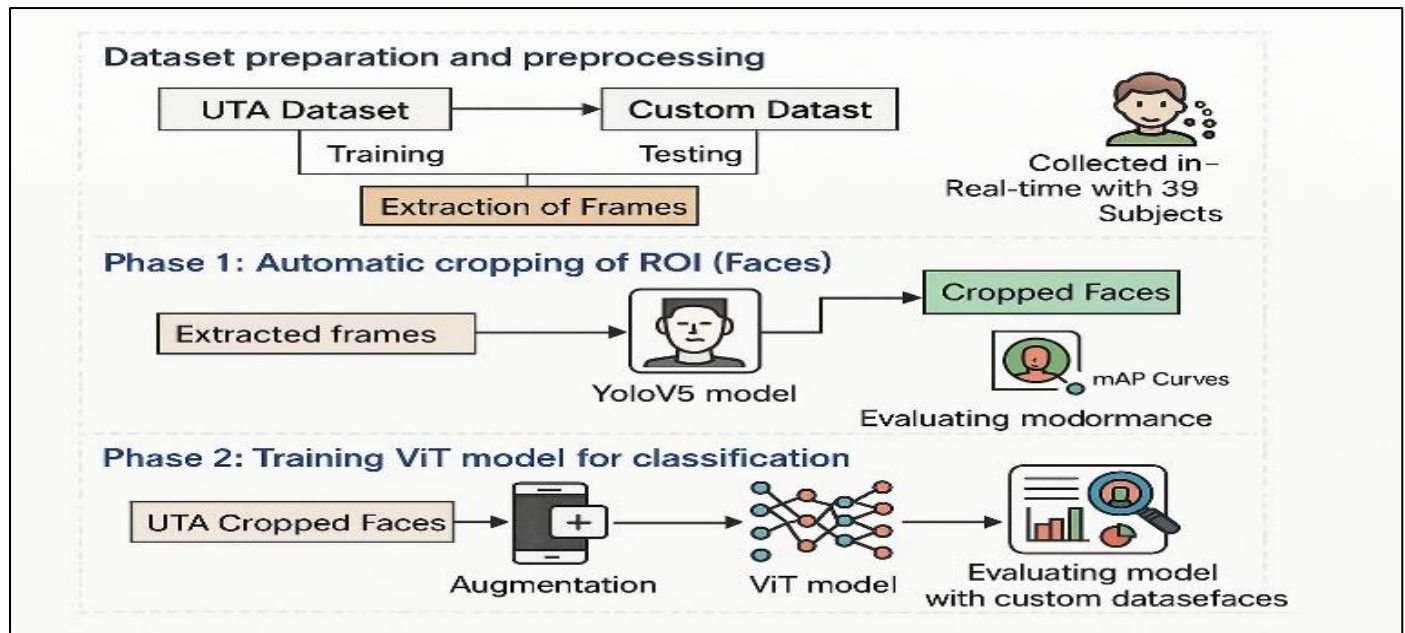 Dataset preparation and preprocessing
UTA Dataset
Custom Datast
Training
Testing
Extraction of Frames
Collected in-
Real-time with 39
Subjects
Phase 1: Automatic cropping of ROI (Faces)
Extracted frames
YoloV5 model
Cropped Faces
mAP Curves
Evaluating modormance
Phase 2: Training ViT model for classification
UTA Cropped Faces
Augmentation
ViT model
Evaluating model
with custom datasefaces